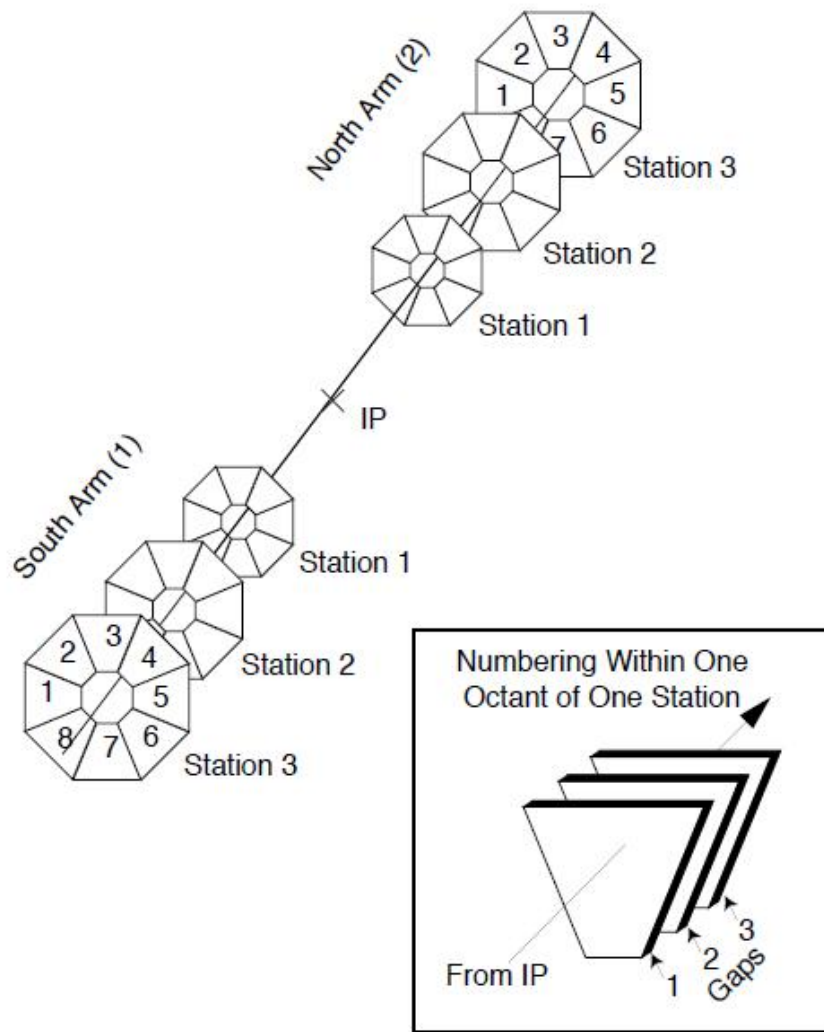 North Arm (2)
1
2
3
4
5
6
7
Station 3
Station 2
Station 1
IP
South Arm (1)
Station 1
Station 2
1
2
3
4
5
6
7
8
Station 3
Numbering Within One
Octant of One Station
From IP
1
2
3
Gaps